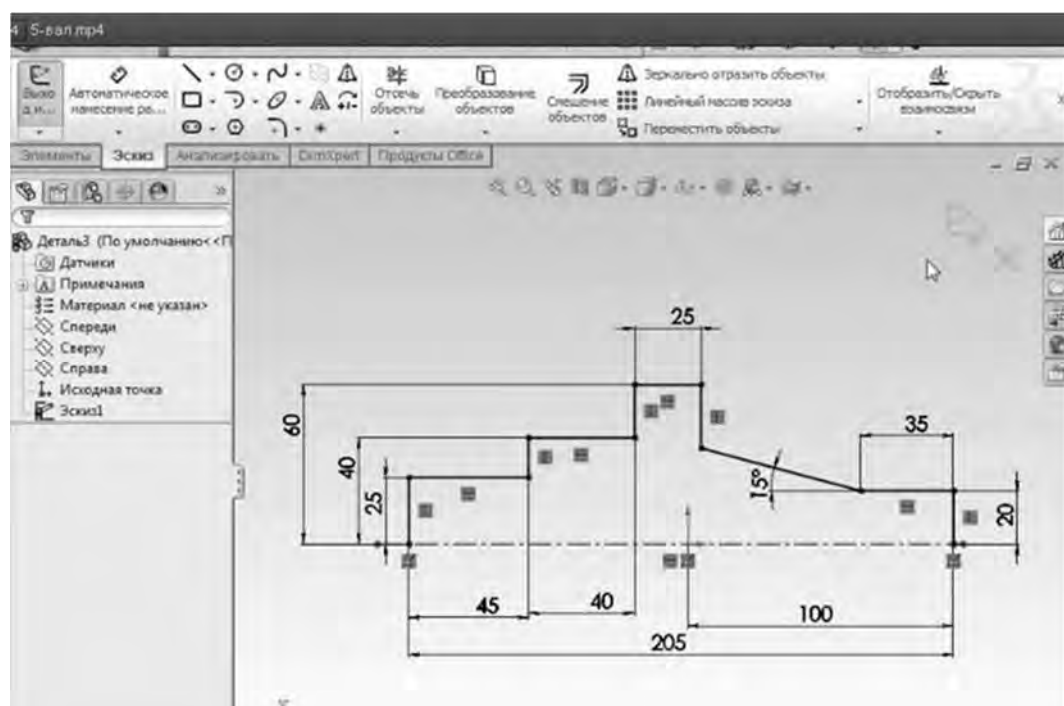 4 5-вал.mp4
Выхо
д и...
Автоматическое
нанесение ра...
Отсечь
объекты
Преобразование
объектов
Смещение
объектов
Зеркально отразить объекты
Линейный массив эскиза
Переместить объекты
Отобразить/Скрыть
взаимосвязи
Элементы Эскиз Анализировать DimXpert Продукты Office
Деталь3 (По умолчанию<<П
Датчики
Примечания
Материал <не указан>
Спереди
Сверху
Справа
Исходная точка
Эскиз1
25
60
40
25
35
15°
20
45
40
100
205